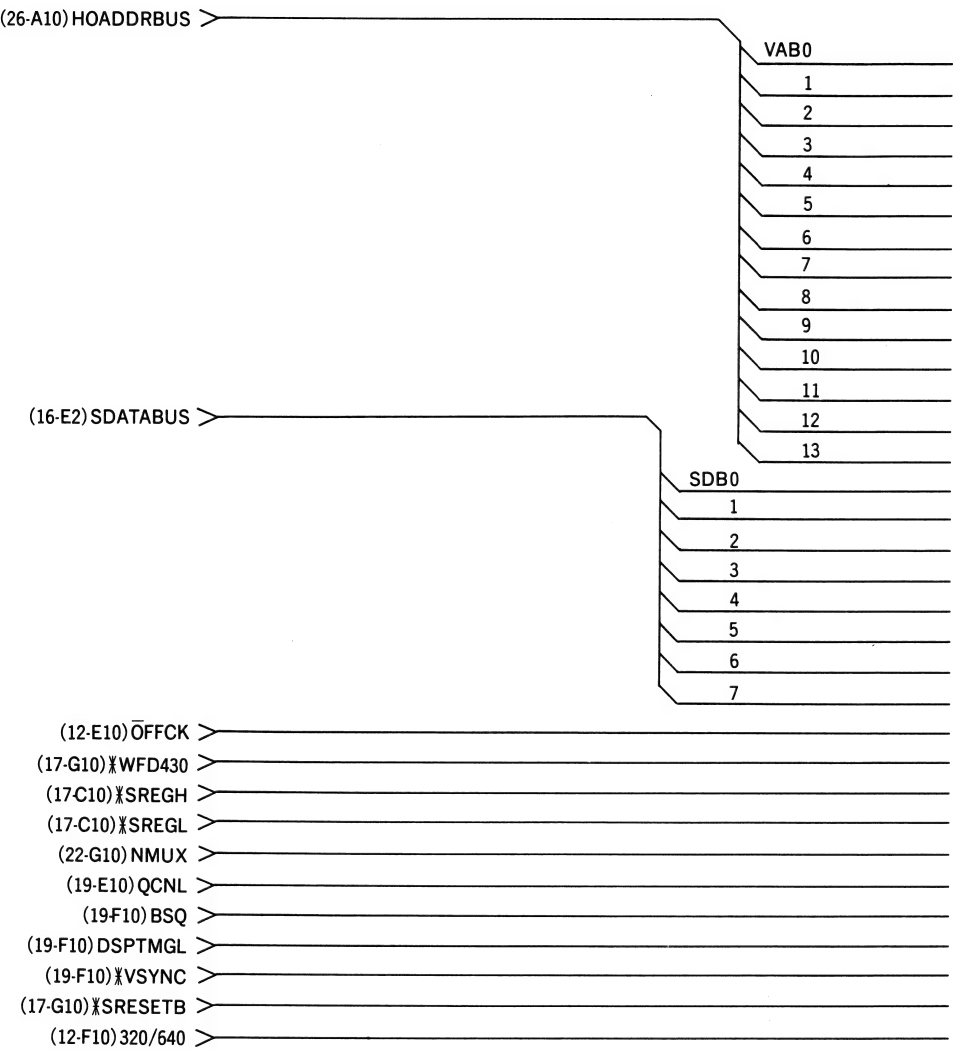 (26-A10) HOADDRBUS
VAB0
1
2
3
4
5
6
7
8
9
10
11
12
13
(16-E2) SDATABUS
SDB0
1
2
3
4
5
6
7
(12-E10) O̅FFCK
(17-G10) ⁎WFD430
(17-C10) ⁎SREGH
(17-C10) ⁎SREGL
(22-G10) NMUX
(19-E10) QCNL
(19-F10) BSQ
(19-F10) DSPTMGL
(19-F10) ⁎VSYNC
(17-G10) ⁎SRESETB
(12-F10) 320/640